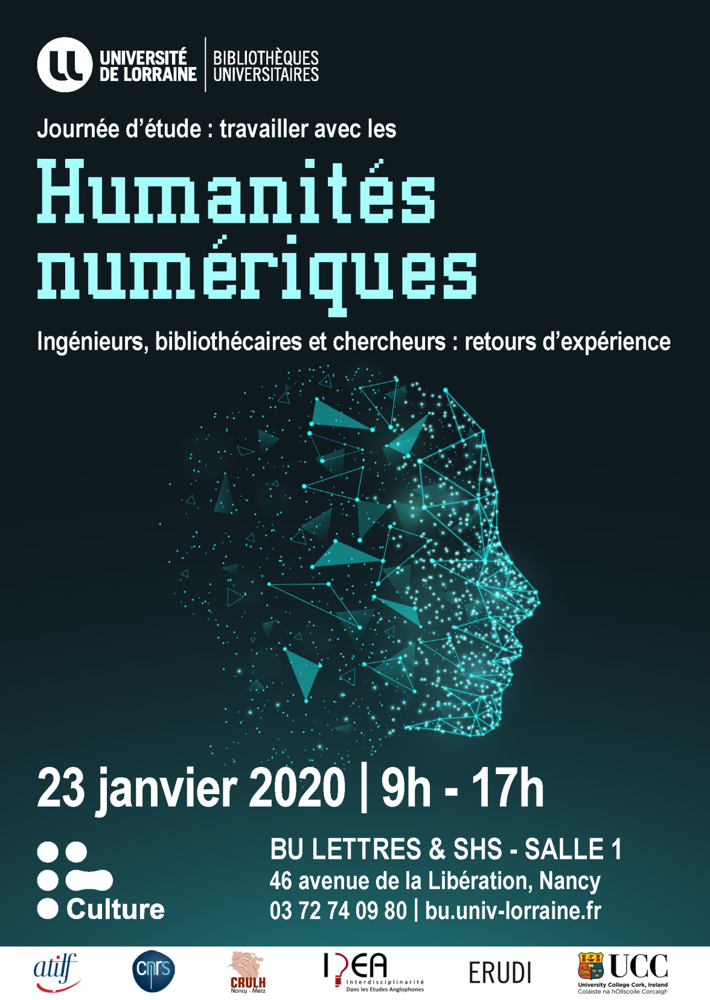 UNIVERSITÉ
DE LORRAINE
BIBLIOTHÈQUES
UNIVERSITAIRES
Journée d'étude : travailler avec les
Humanités
numériques
Ingénieurs, bibliothécaires et chercheurs : retours d'expérience
23 janvier 2020 | 9h - 17h
BU LETTRES & SHS - SALLE 1
46 avenue de la Libération, Nancy
03 72 74 09 80 | bu.univ-lorraine.fr
Culture
atilf
cnrs
CRULH
Nancy - Metz
IDEA
Interdisciplinarité
Dans les Etudes Anglophones
ERUDI
UCC
University College Cork, Ireland
Coláiste na hOllscoile Corcaigh